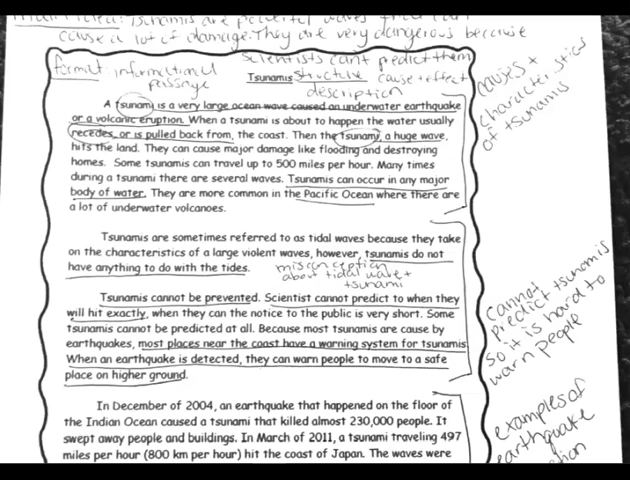 Main Idea: Tsunamis are powerful waves that can
cause a lot of damage. They are very dangerous because
scientists can't predict them
format: informational
passage
Tsunamis
structure
cause + effect
description
causes +
characteristics
of tsunamis
A tsunami is a very large ocean wave caused an underwater earthquake
or a volcanic eruption. When a tsunami is about to happen the water usually
recedes, or is pulled back from, the coast. Then the tsunamy, a huge wave,
hits the land. They can cause major damage like flooding and destroying
homes. Some tsunamis can travel up to 500 miles per hour. Many times
during a tsunami there are several waves. Tsunamis can occur in any major
body of water. They are more common in the Pacific Ocean where there are
a lot of underwater volcanoes.
Tsunamis are sometimes referred to as tidal waves because they take
on the characteristics of a large violent waves, however, tsunamis do not
have anything to do with the tides.
misconception
about tidal wave +
tsunami
Tsunamis cannot be prevented. Scientist cannot predict to when they
will hit exactly, when they can the notice to the public is very short. Some
tsunamis cannot be predicted at all. Because most tsunamis are cause by
earthquakes, most places near the coast have a warning system for tsunamis.
When an earthquake is detected, they can warn people to move to a safe
place on higher ground.
cannot
predict tsunamis
so it is hard to
warn people
In December of 2004, an earthquake that happened on the floor of
the Indian Ocean caused a tsunami that killed almost 230,000 people. It
swept away people and buildings. In March of 2011, a tsunami traveling 497
miles per hour (800 km per hour) hit the coast of Japan. The waves were
examples of
earthquake